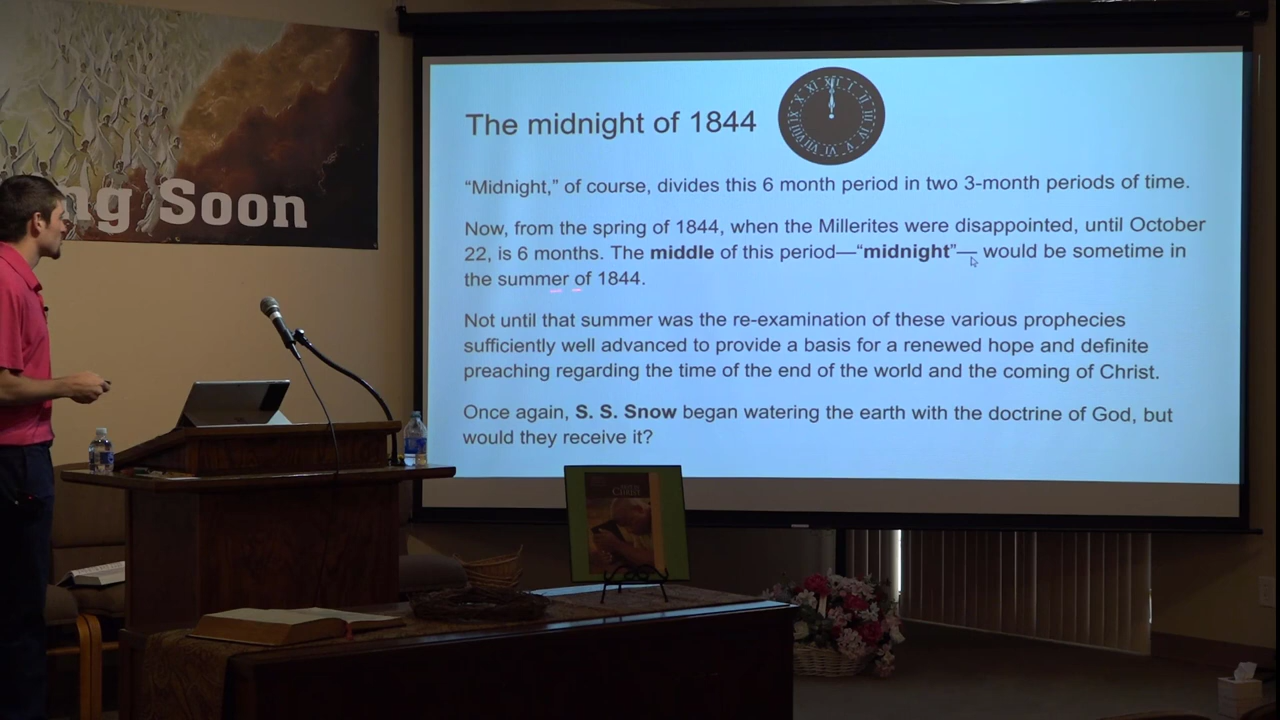 ng Soon
The midnight of 1844
“Midnight,” of course, divides this 6 month period in two 3-month periods of time.
Now, from the spring of 1844, when the Millerites were disappointed, until October
22, is 6 months. The middle of this period—“midnight”— would be sometime in
the summer of 1844.
Not until that summer was the re-examination of these various prophecies
sufficiently well advanced to provide a basis for a renewed hope and definite
preaching regarding the time of the end of the world and the coming of Christ.
Once again, S. S. Snow began watering the earth with the doctrine of God, but
would they receive it?
CHRIST